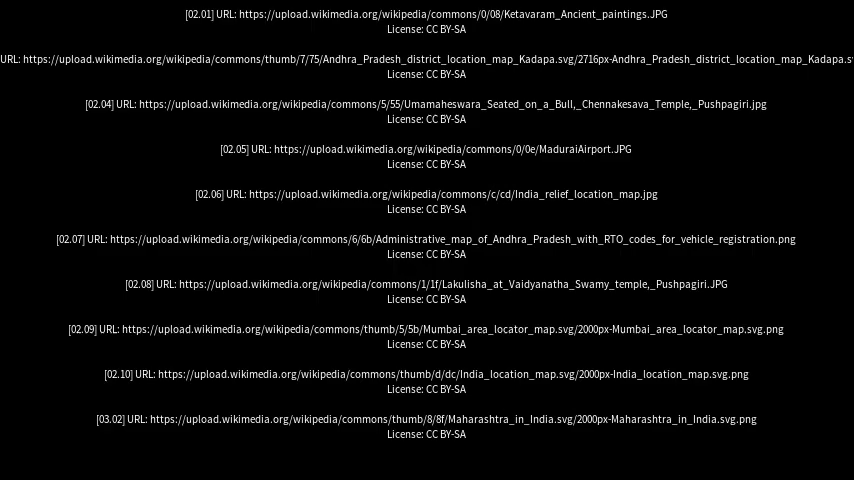 [02.01] URL: https://upload.wikimedia.org/wikipedia/commons/0/08/Ketavaram_Ancient_paintings.JPG
License: CC BY-SA
URL: https://upload.wikimedia.org/wikipedia/commons/thumb/7/75/Andhra_Pradesh_district_location_map_Kadapa.svg/2716px-Andhra_Pradesh_district_location_map_Kadapa.sv
License: CC BY-SA
[02.04] URL: https://upload.wikimedia.org/wikipedia/commons/5/55/Umamaheswara_Seated_on_a_Bull,_Chennakesava_Temple,_Pushpagiri.jpg
License: CC BY-SA
[02.05] URL: https://upload.wikimedia.org/wikipedia/commons/0/0e/MaduraiAirport.JPG
License: CC BY-SA
[02.06] URL: https://upload.wikimedia.org/wikipedia/commons/c/cd/India_relief_location_map.jpg
License: CC BY-SA
[02.07] URL: https://upload.wikimedia.org/wikipedia/commons/6/6b/Administrative_map_of_Andhra_Pradesh_with_RTO_codes_for_vehicle_registration.png
License: CC BY-SA
[02.08] URL: https://upload.wikimedia.org/wikipedia/commons/1/1f/Lakulisha_at_Vaidyanatha_Swamy_temple,_Pushpagiri.JPG
License: CC BY-SA
[02.09] URL: https://upload.wikimedia.org/wikipedia/commons/thumb/5/5b/Mumbai_area_locator_map.svg/2000px-Mumbai_area_locator_map.svg.png
License: CC BY-SA
[02.10] URL: https://upload.wikimedia.org/wikipedia/commons/thumb/d/dc/India_location_map.svg/2000px-India_location_map.svg.png
License: CC BY-SA
[03.02] URL: https://upload.wikimedia.org/wikipedia/commons/thumb/8/8f/Maharashtra_in_India.svg/2000px-Maharashtra_in_India.svg.png
License: CC BY-SA